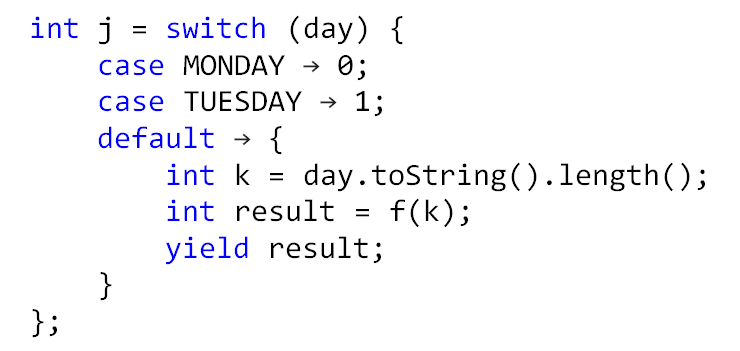 int j = switch (day) {
    case MONDAY → 0;
    case TUESDAY → 1;
    default → {
        int k = day.toString().length();
        int result = f(k);
        yield result;
    }
};